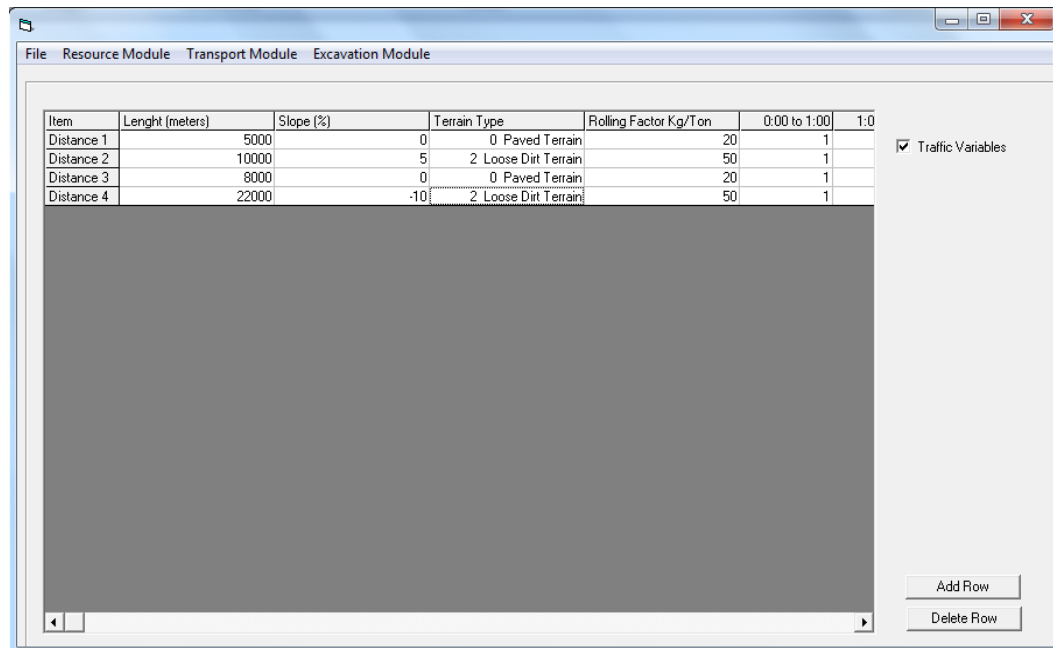 File Resource Module Transport Module Excavation Module
Item Lenght (meters) Slope (%) Terrain Type Rolling Factor Kg/Ton 0:00 to 1:00 1:0
Distance 1 5000 0 0 Paved Terrain 20 1
Distance 2 10000 5 2 Loose Dirt Terrain 50 1
Distance 3 8000 0 0 Paved Terrain 20 1
Distance 4 22000 -10 2 Loose Dirt Terrain 50 1
Traffic Variables
Add Row
Delete Row